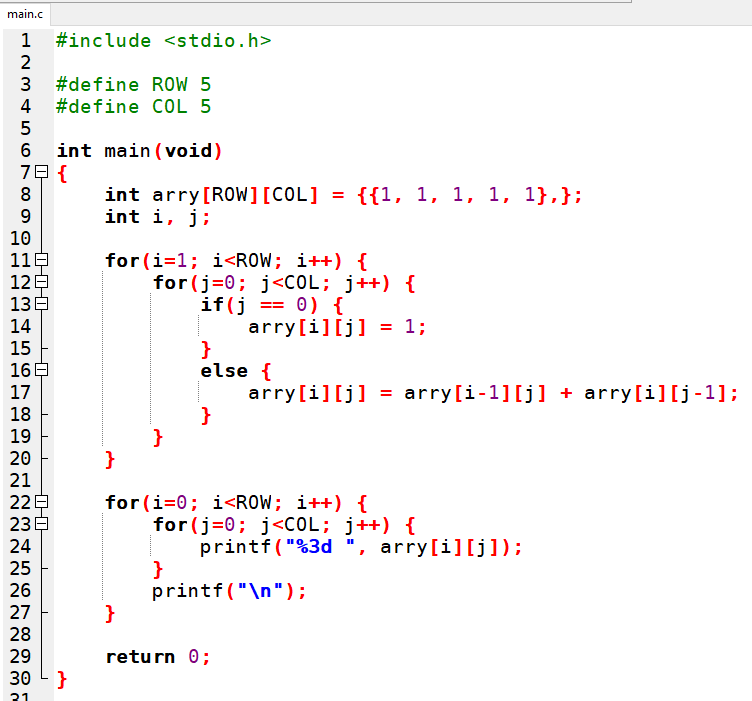 main.c
1 #include <stdio.h>
2
3 #define ROW 5
4 #define COL 5
5
6 int main(void)
7 {
8     int arry[ROW][COL] = {{1, 1, 1, 1, 1},};
9     int i, j;
10
11     for(i=1; i<ROW; i++) {
12         for(j=0; j<COL; j++) {
13             if(j == 0) {
14                 arry[i][j] = 1;
15             }
16             else {
17                 arry[i][j] = arry[i-1][j] + arry[i][j-1];
18             }
19         }
20     }
21
22     for(i=0; i<ROW; i++) {
23         for(j=0; j<COL; j++) {
24             printf("%3d ", arry[i][j]);
25         }
26         printf("\n");
27     }
28
29     return 0;
30 }
31